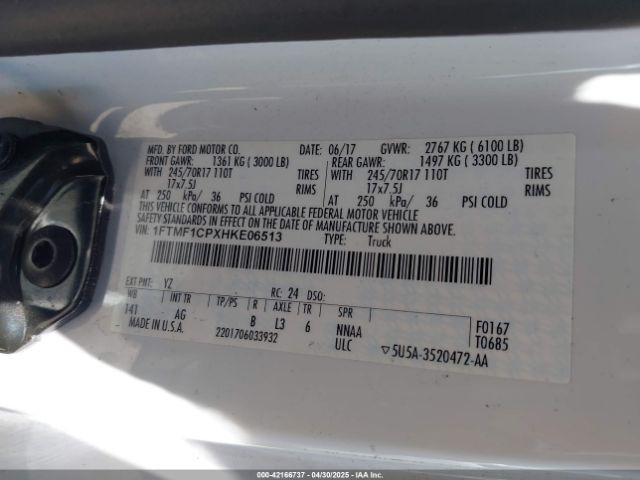 MFD. BY FORD MOTOR CO. DATE: 06/17 GVWR: 2767 KG ( 6100 LB)
FRONT GAWR: 1361 KG ( 3000 LB) REAR GAWR: 1497 KG ( 3300 LB)
WITH 245/70R17 110T TIRES WITH 245/70R17 110T TIRES
17x7.5J RIMS 17x7.5J RIMS
AT 250 kPa/ 36 PSI COLD AT 250 kPa/ 36 PSI COLD
THIS VEHICLE CONFORMS TO ALL APPLICABLE FEDERAL MOTOR VEHICLE
SAFETY STANDARDS IN EFFECT ON THE DATE OF MANUFACTURE SHOWN ABOVE.
VIN: 1FTMF1CPXHKE06513 TYPE: Truck
EXT PNT: YZ RC: 24 DSO:
WB INT TR TP/PS R AXLE TR SPR
141 AG B L3 6 NNAA F0167
MADE IN U.S.A. 2201706033932 ULC T0685
▽5U5A-3520472-AA
000-42166737 - 04/30/2025 - IAAI.COM